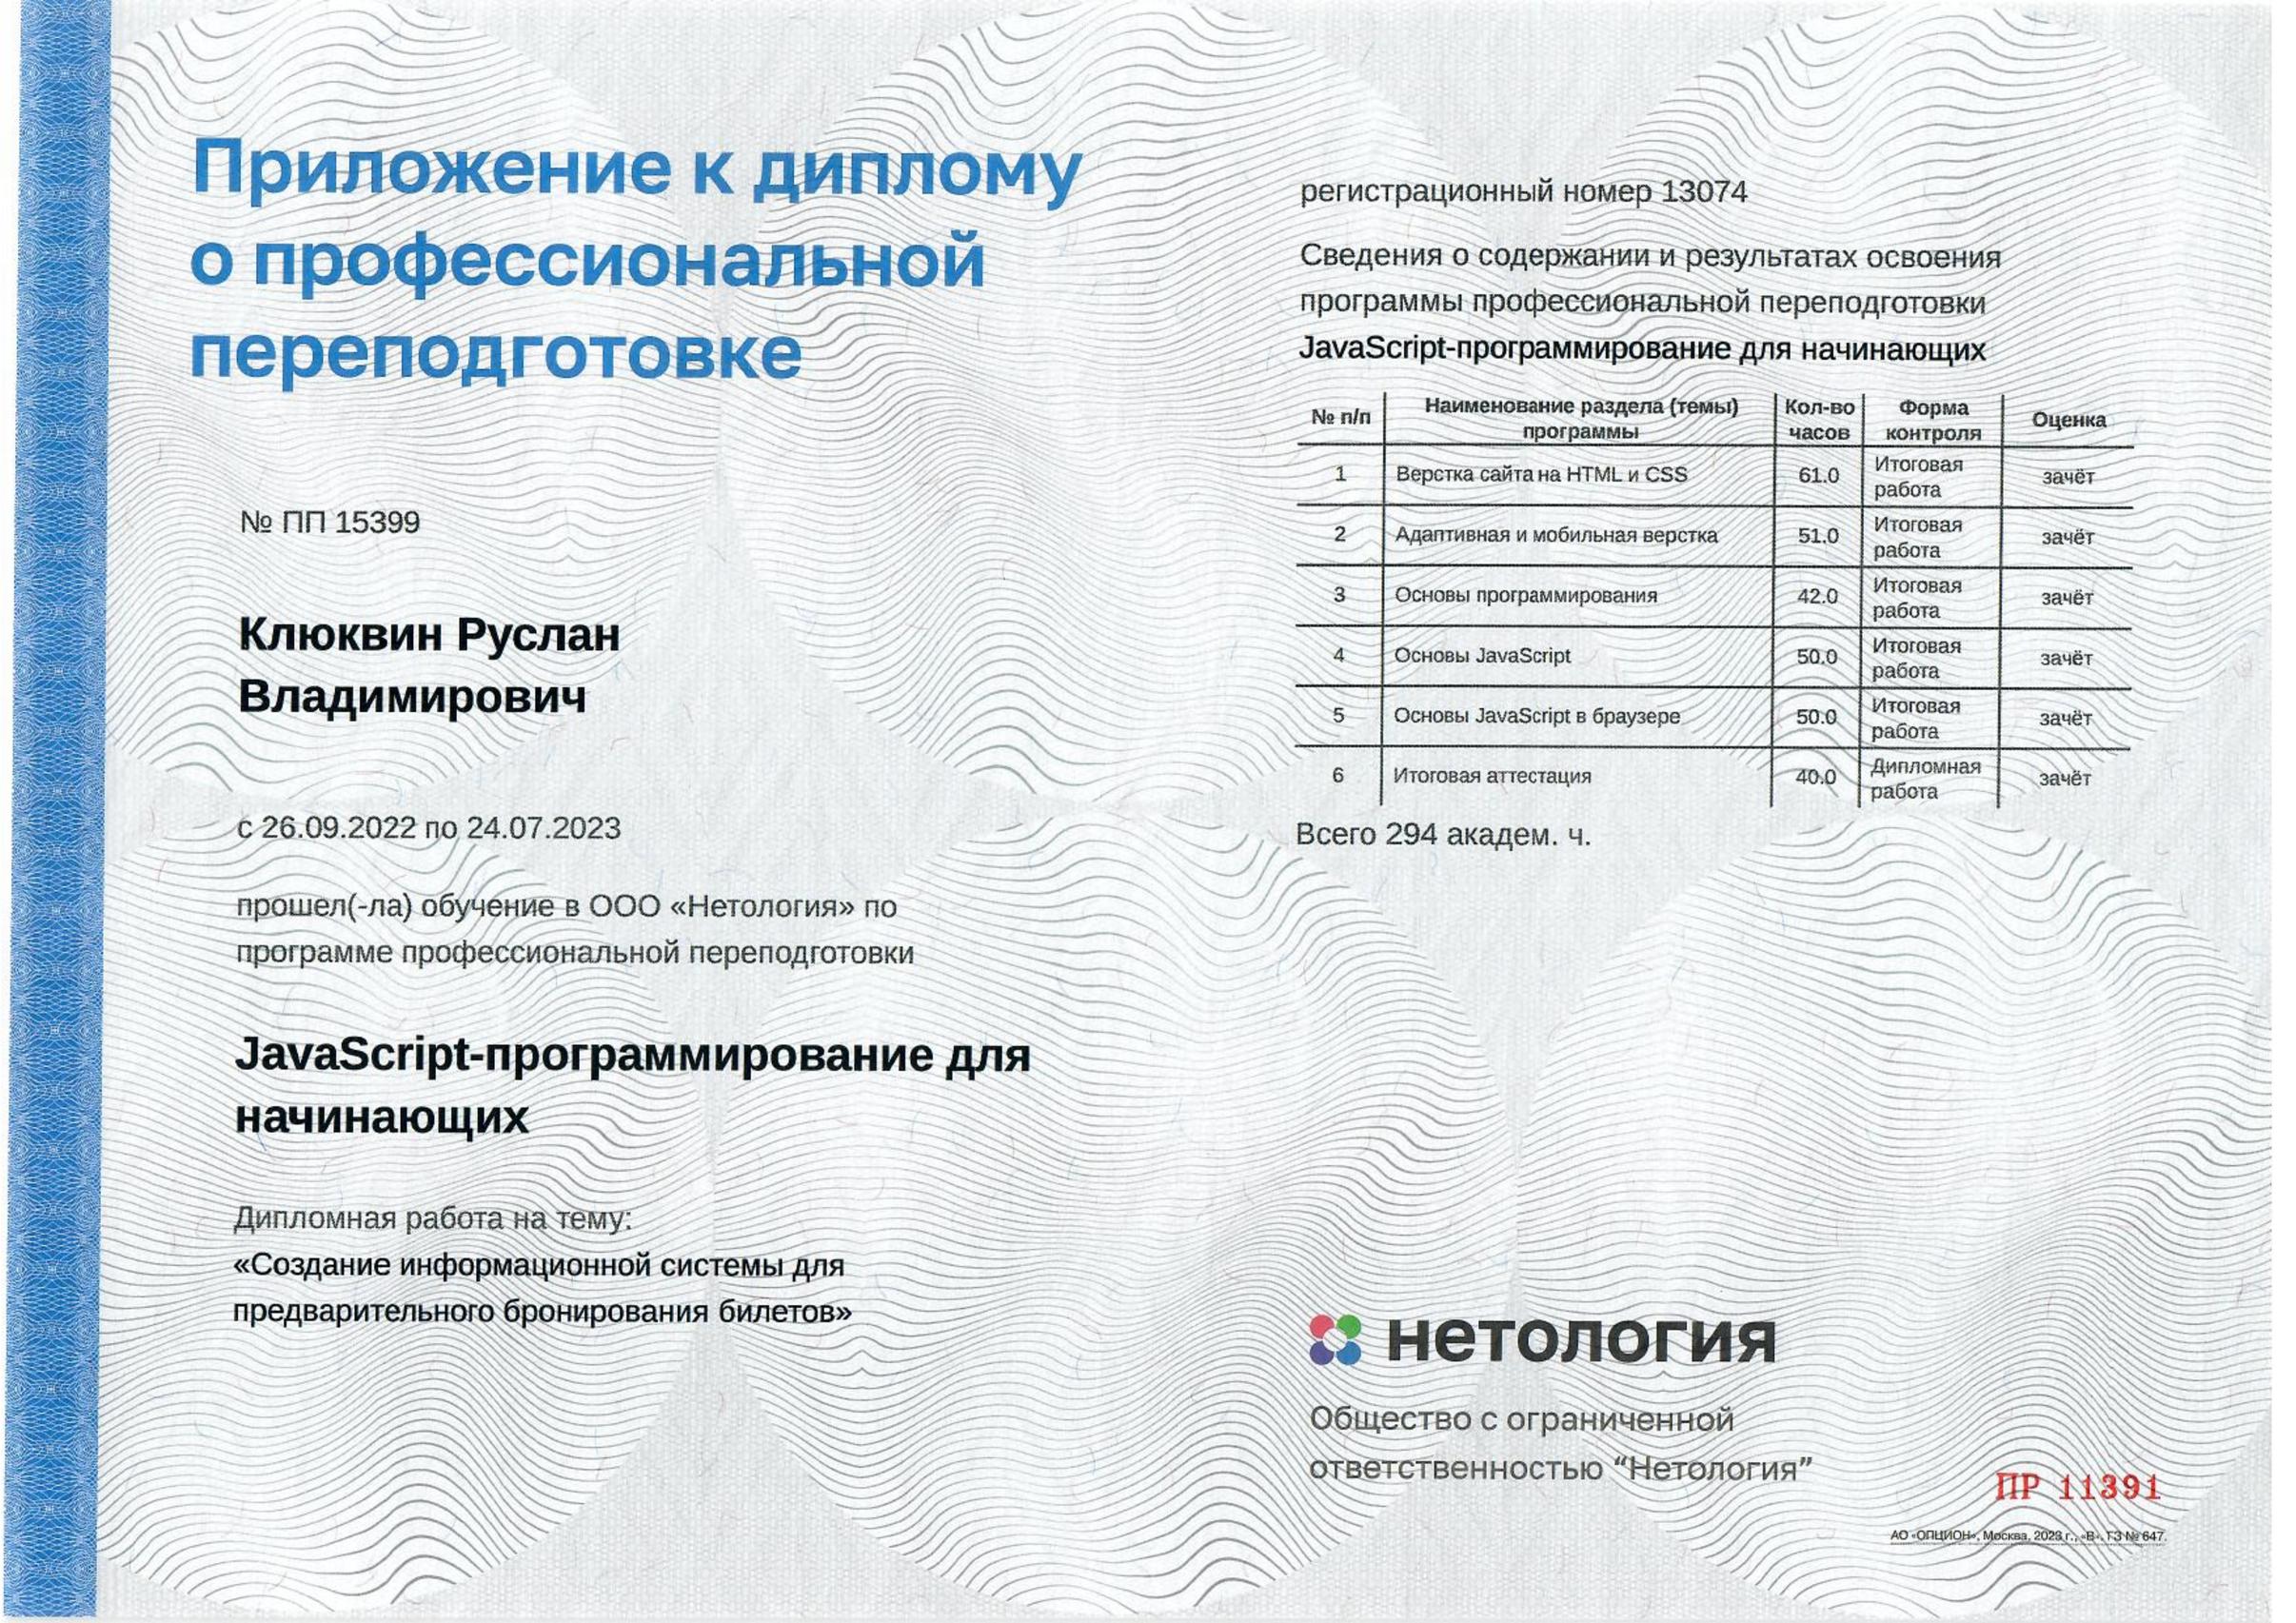 Приложение к диплому
о профессиональной
переподготовке
№ ПП 15399
Клюквин Руслан
Владимирович
с 26.09.2022 по 24.07.2023
прошел(-ла) обучение в ООО «Нетология» по
программе профессиональной переподготовки
JavaScript-программирование для
начинающих
Дипломная работа на тему:
«Создание информационной системы для
предварительного бронирования билетов»
регистрационный номер 13074
Сведения о содержании и результатах освоения
программы профессиональной переподготовки
JavaScript-программирование для начинающих
№ п/п Наименование раздела (темы) программы Кол-во часов Форма контроля Оценка
1 Верстка сайта на HTML и CSS 61.0 Итоговая работа зачёт
2 Адаптивная и мобильная верстка 51.0 Итоговая работа зачёт
3 Основы программирования 42.0 Итоговая работа зачёт
4 Основы JavaScript 50.0 Итоговая работа зачёт
5 Основы JavaScript в браузере 50.0 Итоговая работа зачёт
6 Итоговая аттестация 40.0 Дипломная работа зачёт
Всего 294 академ. ч.
нетология
Общество с ограниченной
ответственностью “Нетология”
ПР 11391
АО «ОПЦИОН», Москва, 2023 г., «В», ТЗ № 647.